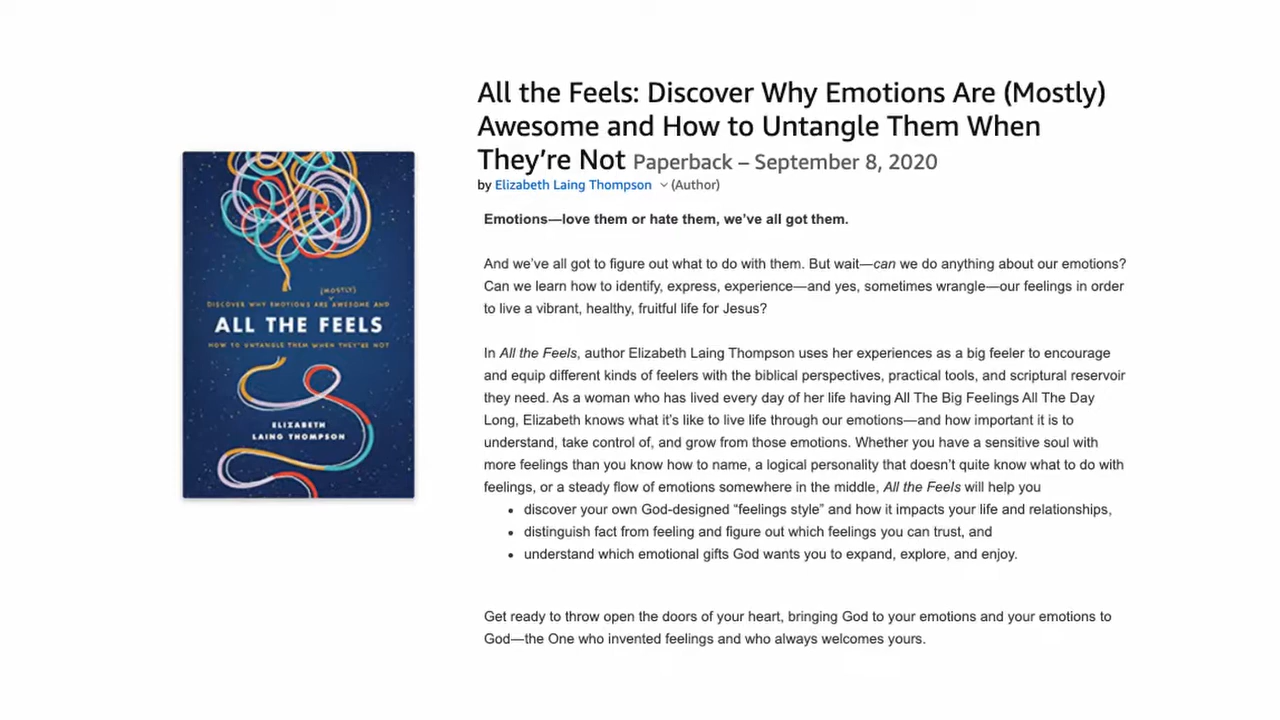 All the Feels: Discover Why Emotions Are (Mostly)
Awesome and How to Untangle Them When
They’re Not Paperback – September 8, 2020
by Elizabeth Laing Thompson (Author)
Emotions—love them or hate them, we’ve all got them.
And we’ve all got to figure out what to do with them. But wait—can we do anything about our emotions?
Can we learn how to identify, express, experience—and yes, sometimes wrangle—our feelings in order
to live a vibrant, healthy, fruitful life for Jesus?
In All the Feels, author Elizabeth Laing Thompson uses her experiences as a big feeler to encourage
and equip different kinds of feelers with the biblical perspectives, practical tools, and scriptural reservoir
they need. As a woman who has lived every day of her life having All The Big Feelings All The Day
Long, Elizabeth knows what it’s like to live life through our emotions—and how important it is to
understand, take control of, and grow from those emotions. Whether you have a sensitive soul with
more feelings than you know how to name, a logical personality that doesn’t quite know what to do with
feelings, or a steady flow of emotions somewhere in the middle, All the Feels will help you
• discover your own God-designed “feelings style” and how it impacts your life and relationships,
• distinguish fact from feeling and figure out which feelings you can trust, and
• understand which emotional gifts God wants you to expand, explore, and enjoy.
Get ready to throw open the doors of your heart, bringing God to your emotions and your emotions to
God—the One who invented feelings and who always welcomes yours.
(MOSTLY)
DISCOVER WHY EMOTIONS ARE AWESOME AND
ALL THE FEELS
HOW TO UNTANGLE THEM WHEN THEY'RE NOT
ELIZABETH
LAING THOMPSON